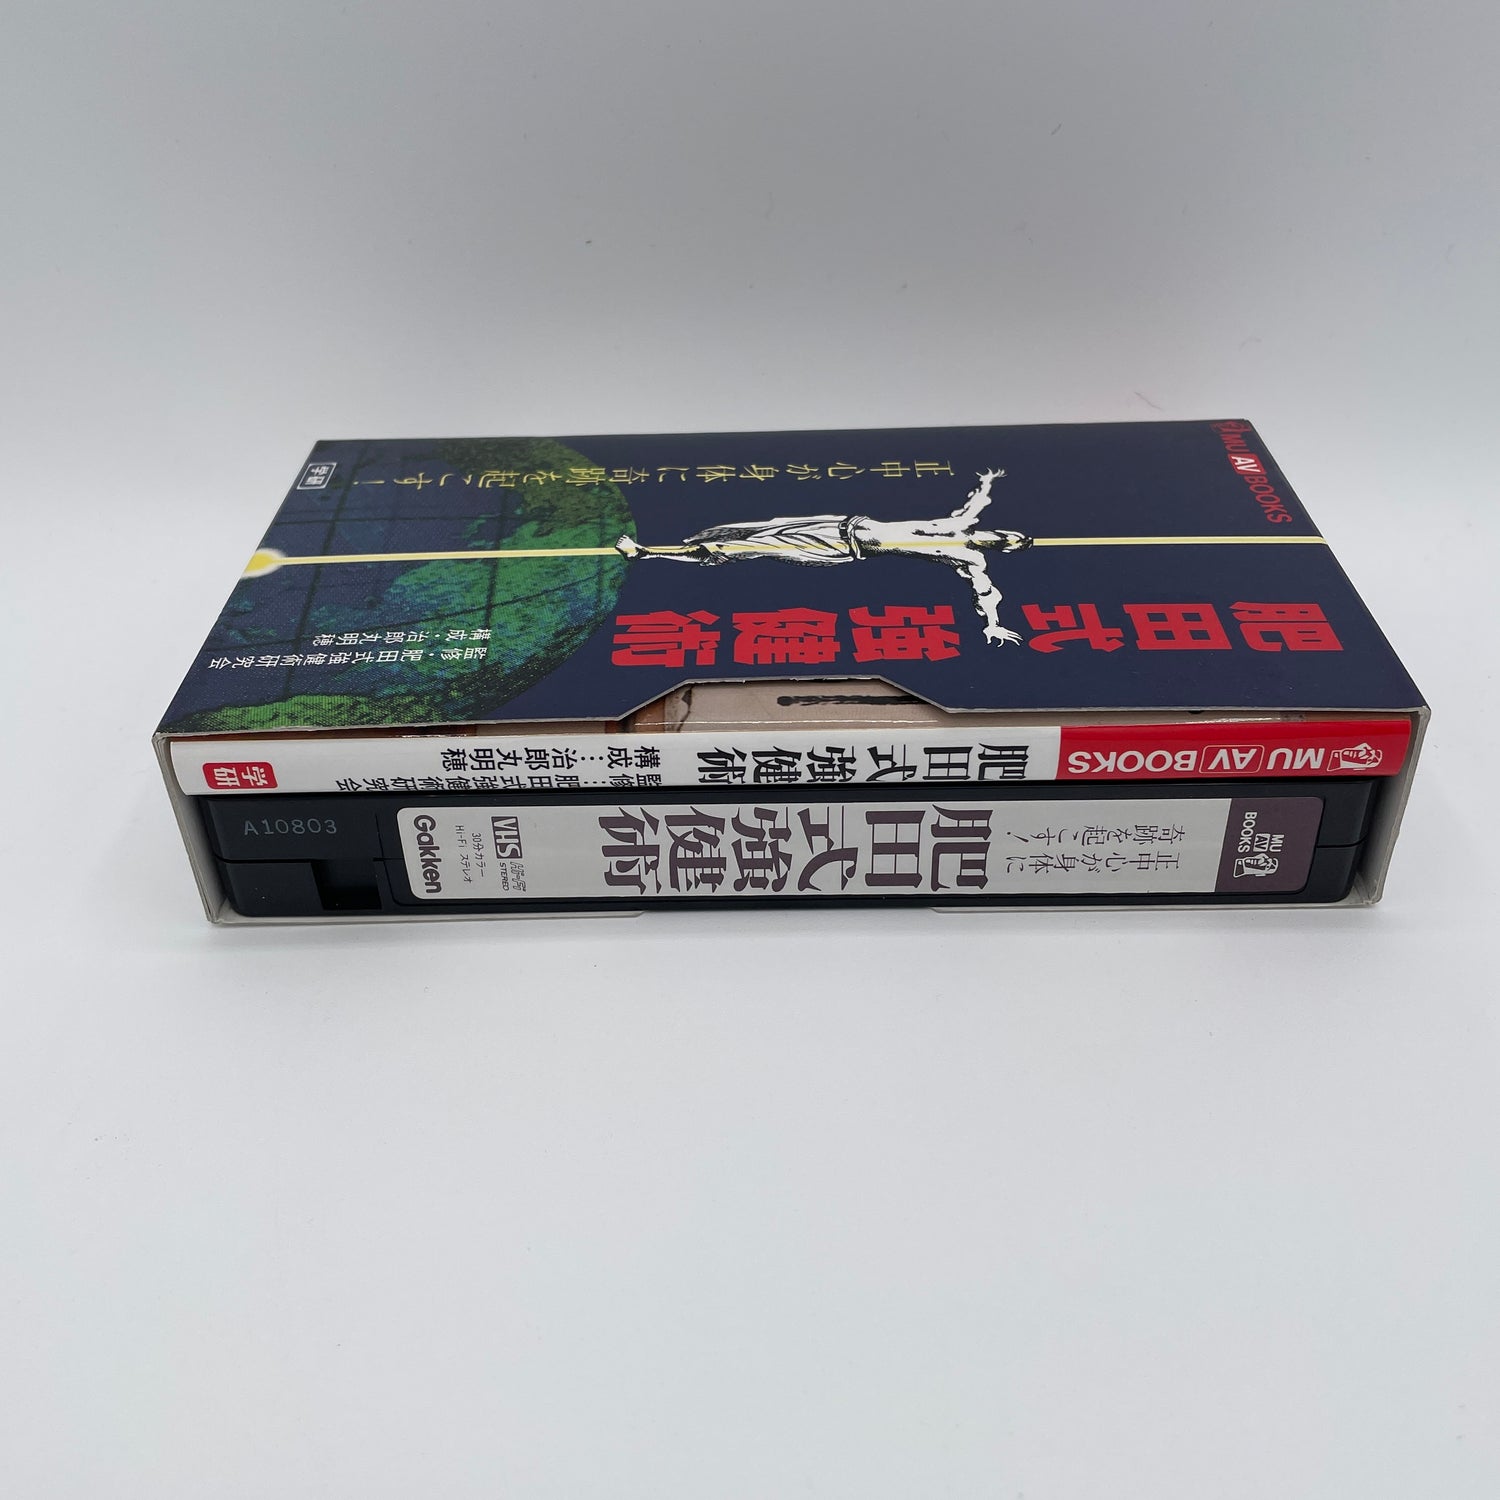 MU AV BOOKS
肥田式強健術
正中心が身体に奇跡を起こす!
監修・肥田式強健術研究会
構成・治郎丸明穂
学研
MU AV BOOKS
肥田式強健術
監修:肥田式強健術研究会
構成:治郎丸明穂
学研
MU
AV
BOOKS
正中心が身体に
奇跡を起こす!
肥田式強健術
VHS
STEREO
30分カラー
Hi-Fi ステレオ
Gakken
A10803